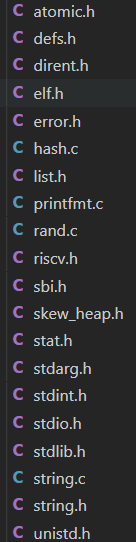 C atomic.h
C defs.h
C dirent.h
C elf.h
C error.h
C hash.c
C list.h
C printfmt.c
C rand.c
C riscv.h
C sbi.h
C skew_heap.h
C stat.h
C stdarg.h
C stdint.h
C stdio.h
C stdlib.h
C string.c
C string.h
C unistd.h